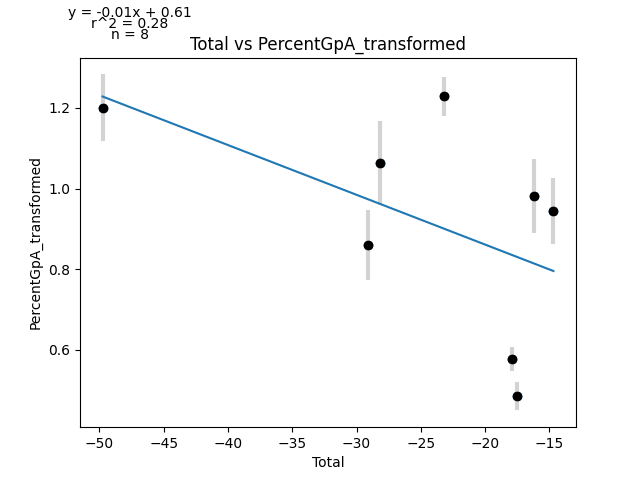 y = -0.01x + 0.61
r^2 = 0.28
n = 8
Total vs PercentGpA_transformed
PercentGpA_transformed
1.2
1.0
0.8
0.6
−50
−45
−40
−35
−30
−25
−20
−15
Total